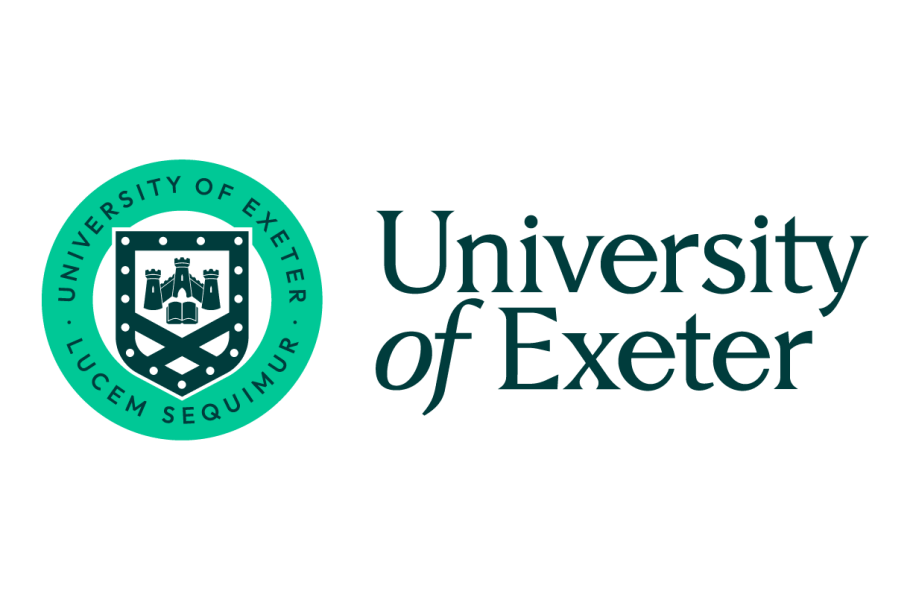 UNIVERSITY OF EXETER
· LUCEM SEQUIMUR ·
University
of Exeter